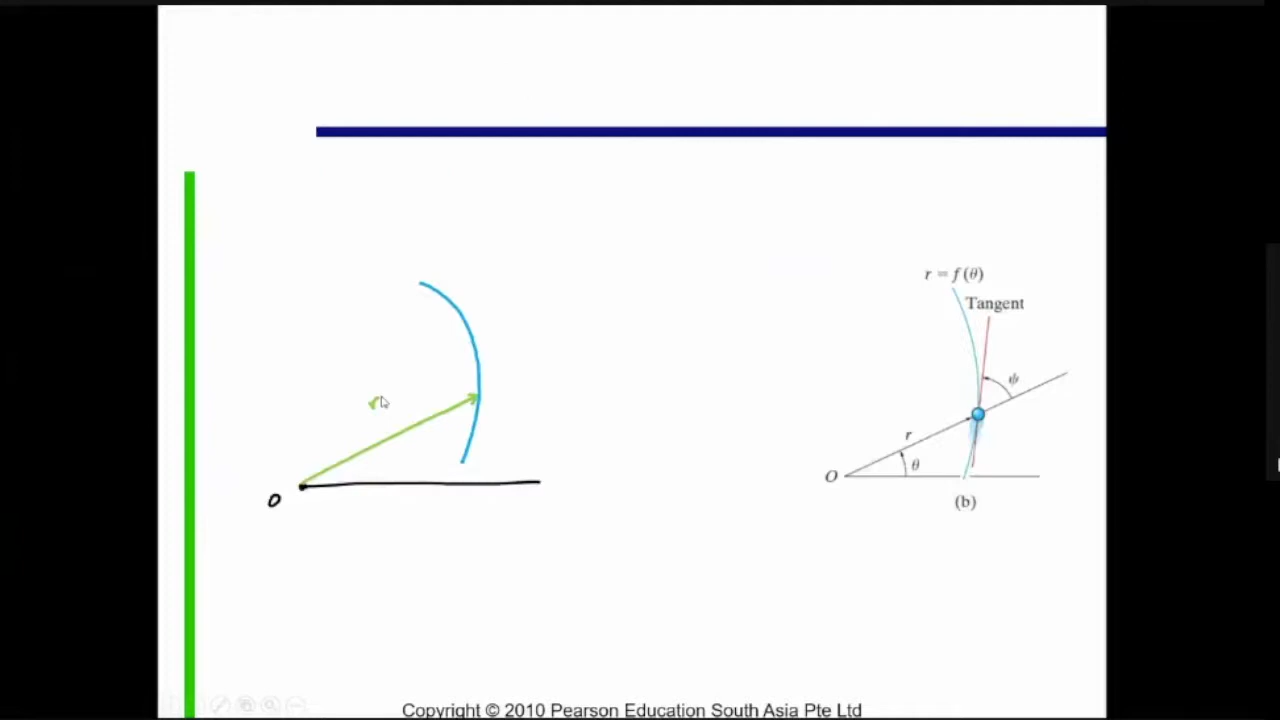 r = f(θ)
Tangent
ψ
r
r
θ
O
O
(b)
Copyright © 2010 Pearson Education South Asia Pte Ltd